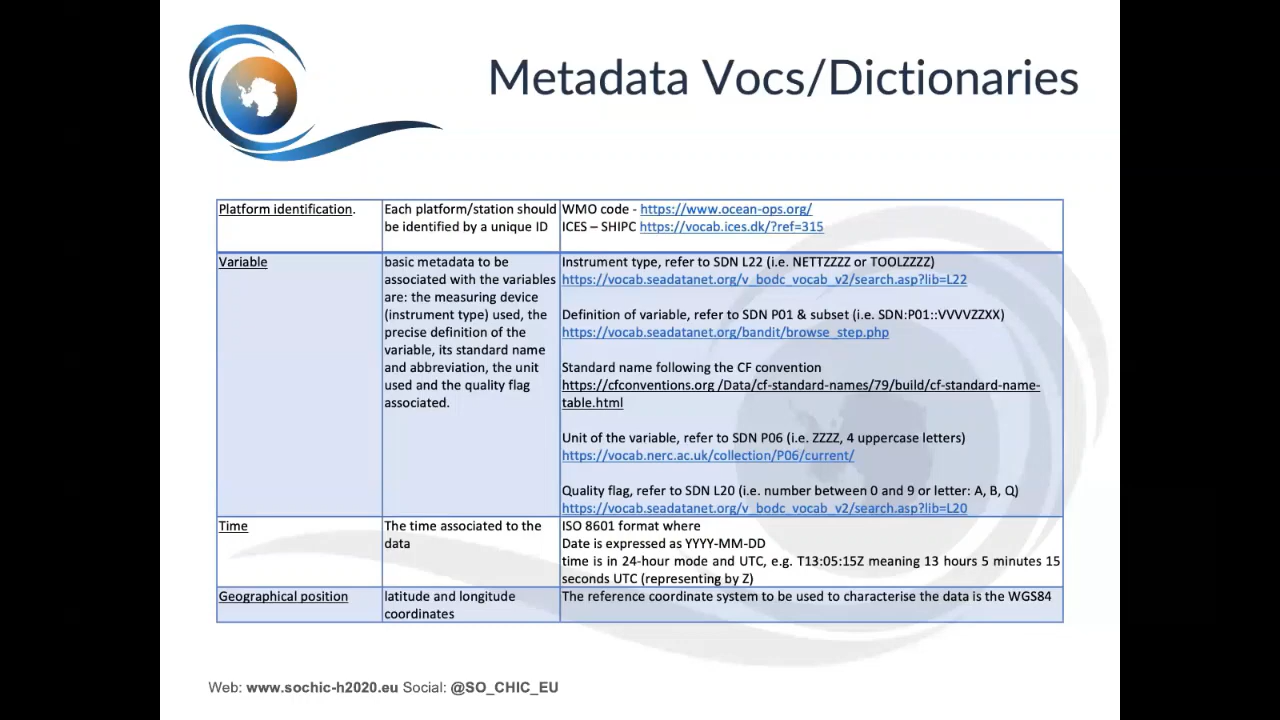 Metadata Vocs/Dictionaries
Platform identification.
Each platform/station should
be identified by a unique ID
WMO code - https://www.ocean-ops.org/
ICES – SHIPC https://vocab.ices.dk/?ref=315
Variable
basic metadata to be
associated with the variables
are: the measuring device
(instrument type) used, the
precise definition of the
variable, its standard name
and abbreviation, the unit
used and the quality flag
associated.
Instrument type, refer to SDN L22 (i.e. NETTZZZZ or TOOLZZZZ)
https://vocab.seadatanet.org/v_bodc_vocab_v2/search.asp?lib=L22
Definition of variable, refer to SDN P01 & subset (i.e. SDN:P01::VVVVZZXX)
https://vocab.seadatanet.org/bandit/browse_step.php
Standard name following the CF convention
https://cfconventions.org /Data/cf-standard-names/79/build/cf-standard-name-
table.html
Unit of the variable, refer to SDN P06 (i.e. ZZZZ, 4 uppercase letters)
https://vocab.nerc.ac.uk/collection/P06/current/
Quality flag, refer to SDN L20 (i.e. number between 0 and 9 or letter: A, B, Q)
https://vocab.seadatanet.org/v_bodc_vocab_v2/search.asp?lib=L20
Time
The time associated to the
data
ISO 8601 format where
Date is expressed as YYYY-MM-DD
time is in 24-hour mode and UTC, e.g. T13:05:15Z meaning 13 hours 5 minutes 15
seconds UTC (representing by Z)
Geographical position
latitude and longitude
coordinates
The reference coordinate system to be used to characterise the data is the WGS84
Web: www.sochic-h2020.eu Social: @SO_CHIC_EU